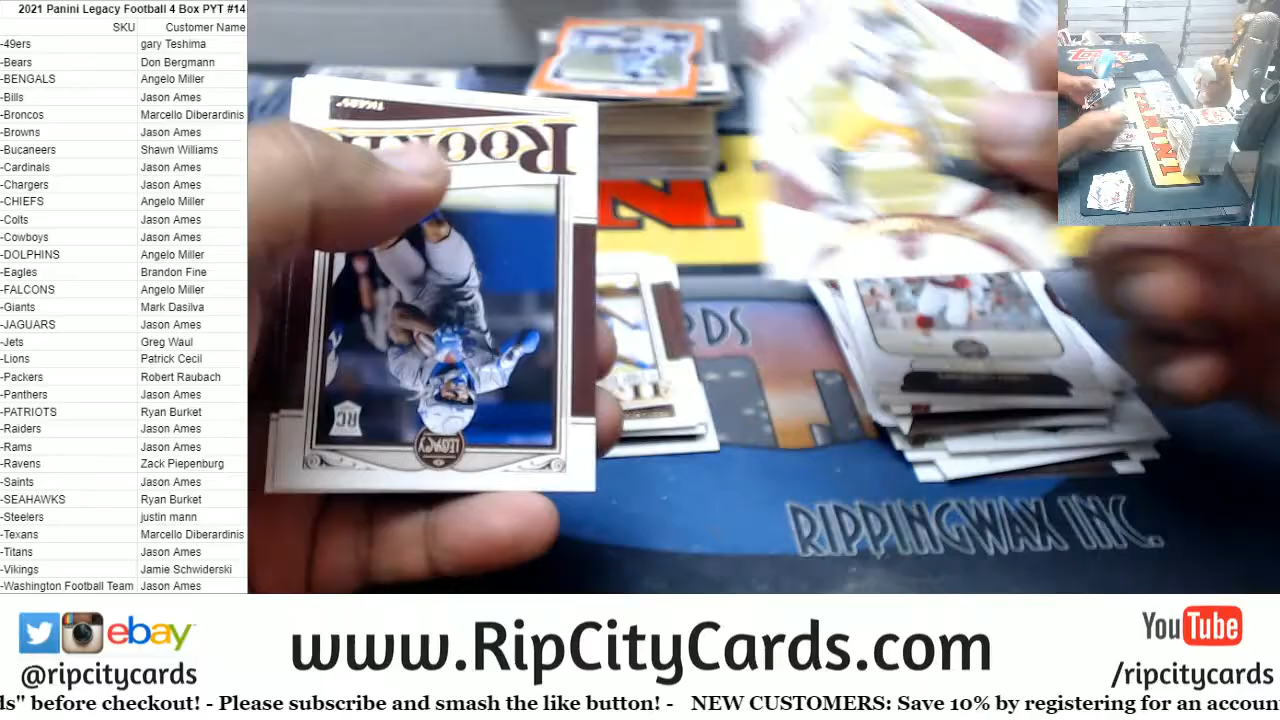 2021 Panini Legacy Football 4 Box PYT #14
SKU Customer Name
-49ers gary Teshima
-Bears Don Bergmann
-BENGALS Angelo Miller
-Bills Jason Ames
-Broncos Marcello Diberardinis
-Browns Jason Ames
-Bucaneers Shawn Williams
-Cardinals Jason Ames
-Chargers Jason Ames
-CHIEFS Angelo Miller
-Colts Jason Ames
-Cowboys Jason Ames
-DOLPHINS Angelo Miller
-Eagles Brandon Fine
-FALCONS Angelo Miller
-Giants Mark Dasilva
-JAGUARS Jason Ames
-Jets Greg Waul
-Lions Patrick Cecil
-Packers Robert Raubach
-Panthers Jason Ames
-PATRIOTS Ryan Burket
-Raiders Jason Ames
-Rams Jason Ames
-Ravens Zack Piepenburg
-Saints Jason Ames
-SEAHAWKS Ryan Burket
-Steelers justin mann
-Texans Marcello Diberardinis
-Titans Jason Ames
-Vikings Jamie Schwiderski
-Washington Football Team Jason Ames
TIGERS
RC
LEGACY
PANINI
RDS
RIPPINGWAX INC.
ebay
@ripcitycards
www.RipCityCards.com
YouTube
/ripcitycards
ds" before checkout! - Please subscribe and smash the like button! - NEW CUSTOMERS: Save 10% by registering for an accoun